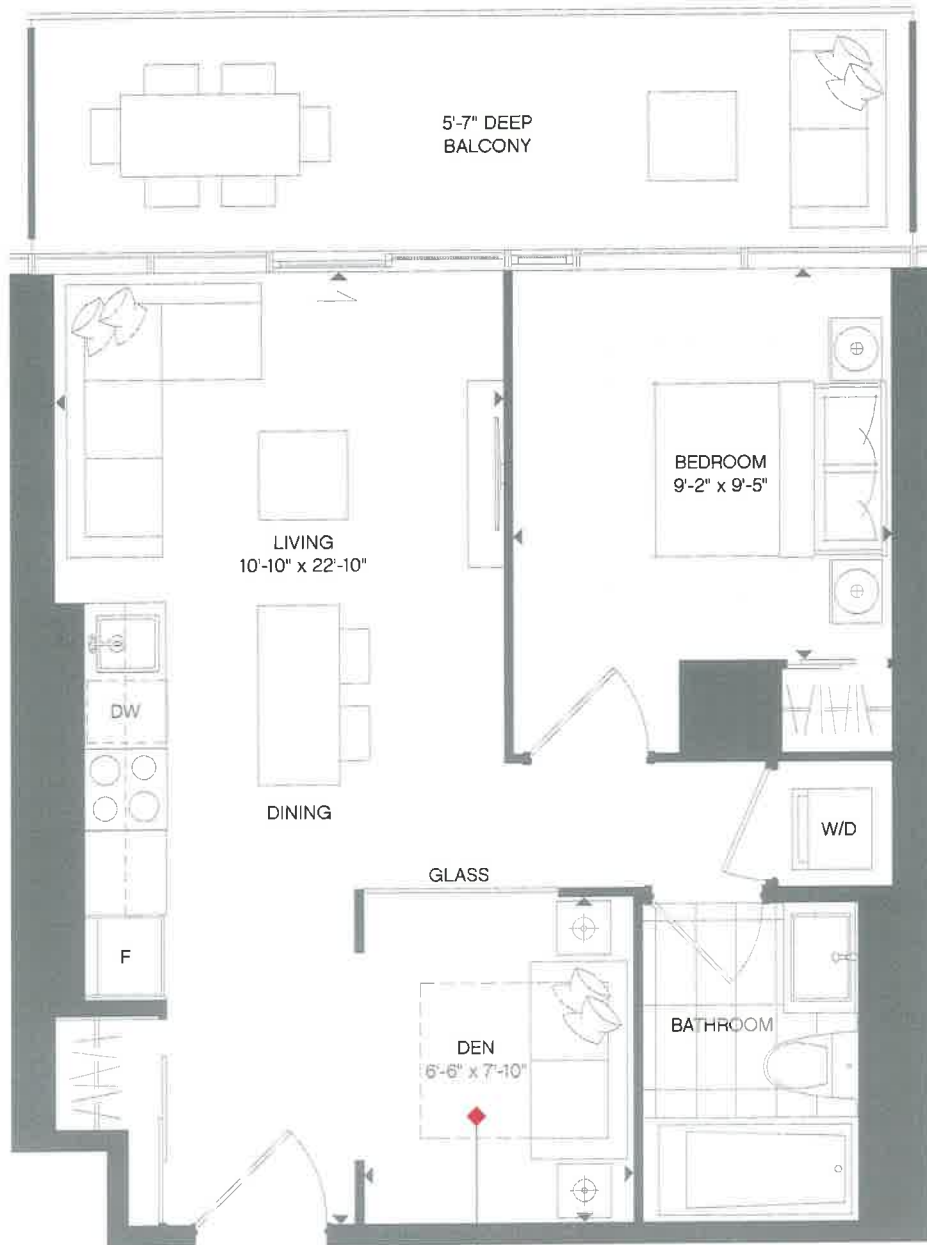 5'-7" DEEP
BALCONY
BEDROOM
9'-2" x 9'-5"
LIVING
10'-10" x 22'-10"
DW
DINING
W/D
GLASS
F
BATHROOM
DEN
6'-6" x 7'-10"